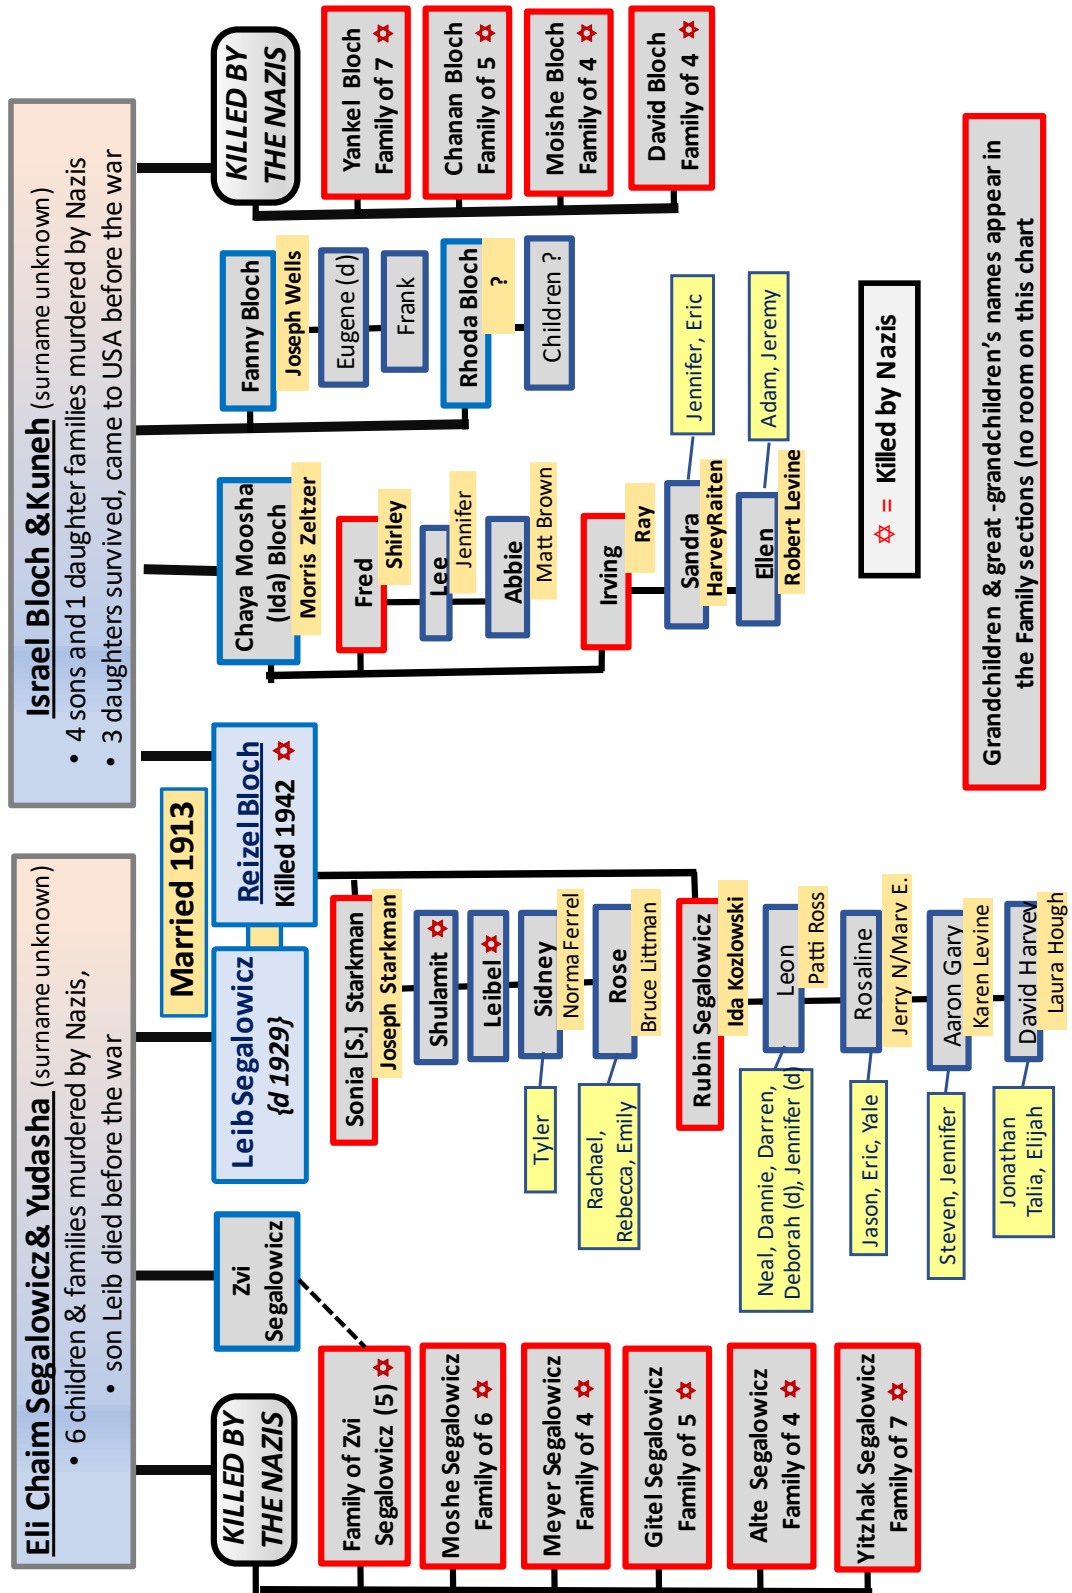 Eli Chaim Segalowicz & Yudasha (surname unknown)
• 6 children & families murdered by Nazis,
• son Leib died before the war
Israel Bloch & Kuneh (surname unknown)
• 4 sons and 1 daughter families murdered by Nazis
• 3 daughters survived, came to USA before the war
Married 1913
KILLED BY
THE NAZIS
Family of Zvi
Segalowicz (5) ✡
Moshe Segalowicz
Family of 6 ✡
Meyer Segalowicz
Family of 4 ✡
Gitel Segalowicz
Family of 5 ✡
Alte Segalowicz
Family of 4 ✡
Yitzhak Segalowicz
Family of 7 ✡
Zvi
Segalowicz
Leib Segalowicz
{d 1929}
Reizel Bloch
Killed 1942 ✡
Sonia [S.] Starkman
Joseph Starkman
Shulamit ✡
Leibel ✡
Sidney
Norma Ferrel
Tyler
Rose
Bruce Littman
Rachael,
Rebecca, Emily
Rubin Segalowicz
Ida Kozlowski
Leon
Patti Ross
Neal, Dannie, Darren,
Deborah (d), Jennifer (d)
Rosaline
Jerry N/Marv E.
Jason, Eric, Yale
Aaron Gary
Karen Levine
Steven, Jennifer
David Harvey
Laura Hough
Jonathan
Talia, Elijah
Chaya Moosha
(Ida) Bloch
Morris Zeltzer
Fred
Shirley
Lee
Jennifer
Abbie
Matt Brown
Irving
Ray
Sandra
HarveyRaiten
Jennifer, Eric
Ellen
Robert Levine
Adam, Jeremy
Fanny Bloch
Joseph Wells
Eugene (d)
Frank
Rhoda Bloch
?
Children ?
KILLED BY
THE NAZIS
Yankel Bloch
Family of 7 ✡
Chanan Bloch
Family of 5 ✡
Moishe Bloch
Family of 4 ✡
David Bloch
Family of 4 ✡
✡ = Killed by Nazis
Grandchildren & great -grandchildren’s names appear in
the Family sections (no room on this chart